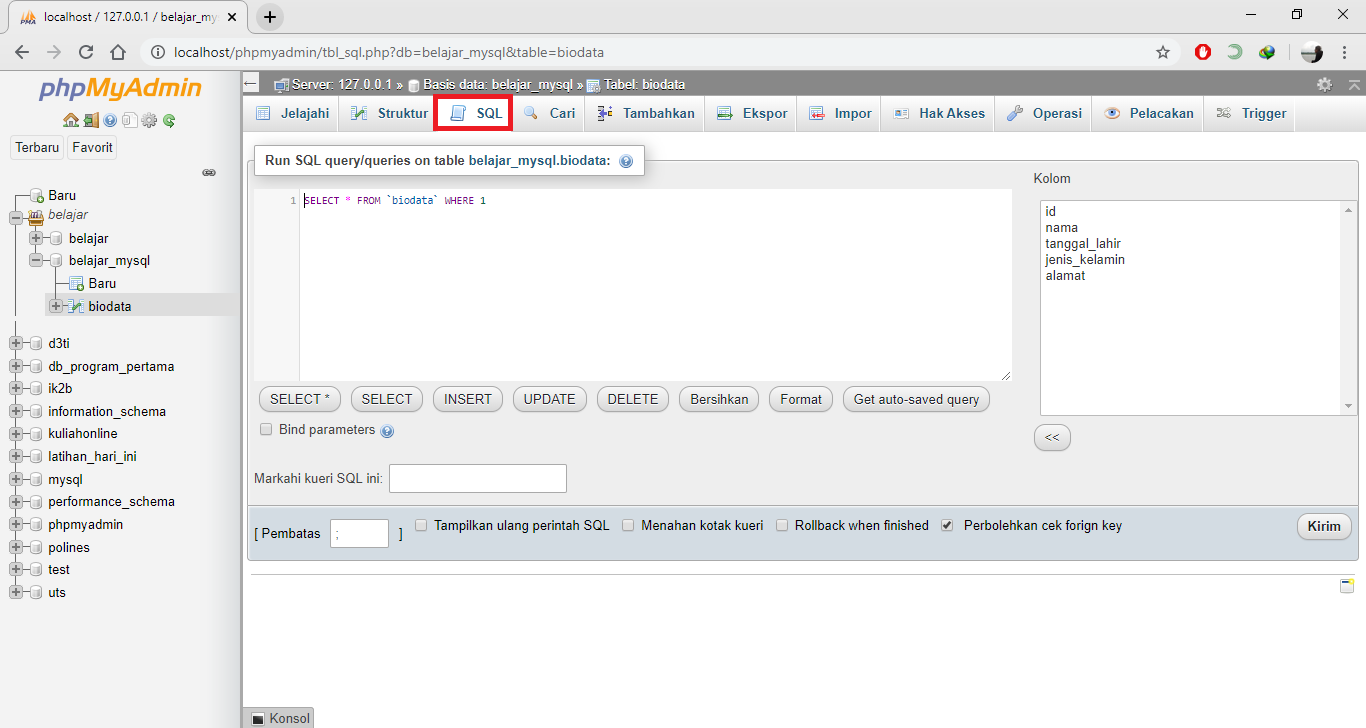 localhost / 127.0.0.1 / belajar_my
localhost/phpmyadmin/tbl_sql.php?db=belajar_mysql&table=biodata
phpMyAdmin
Terbaru Favorit
Baru
belajar
belajar
belajar_mysql
Baru
biodata
d3ti
db_program_pertama
ik2b
information_schema
kuliahonline
latihan_hari_ini
mysql
performance_schema
phpmyadmin
polines
test
uts
Server: 127.0.0.1 » Basis data: belajar_mysql » Tabel: biodata
Jelajahi Struktur SQL Cari Tambahkan Ekspor Impor Hak Akses Operasi Pelacakan Trigger
Run SQL query/queries on table belajar_mysql.biodata:
1 SELECT * FROM `biodata` WHERE 1
Kolom
id
nama
tanggal_lahir
jenis_kelamin
alamat
<<
SELECT * SELECT INSERT UPDATE DELETE Bersihkan Format Get auto-saved query
Bind parameters
Markahi kueri SQL ini:
[ Pembatas ; ] Tampilkan ulang perintah SQL Menahan kotak kueri Rollback when finished Perbolehkan cek forign key Kirim
Konsol